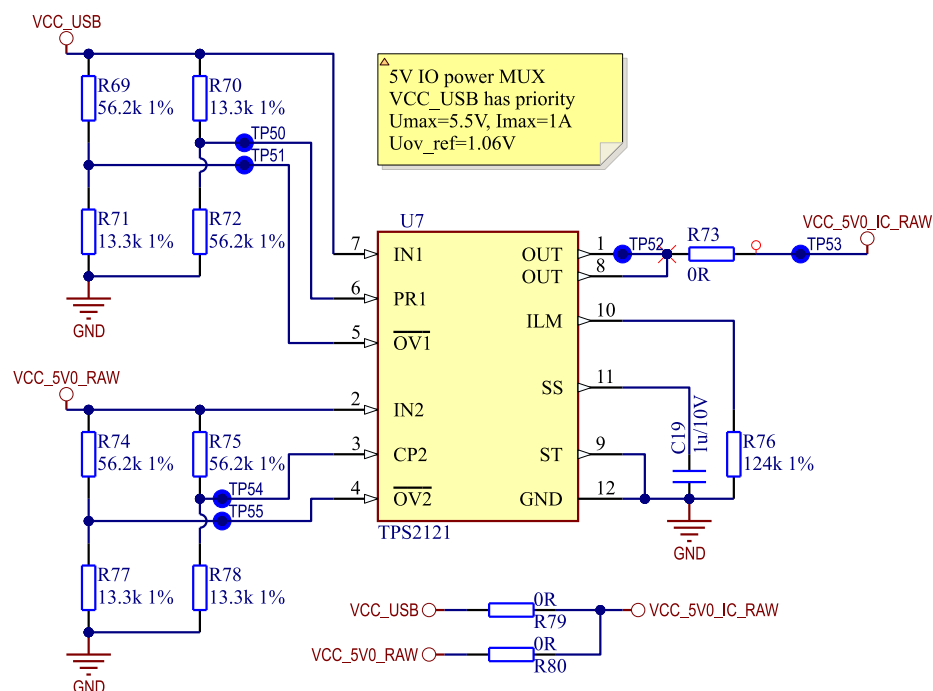 VCC_USB
R69
56.2k 1%
R70
13.3k 1%
TP50
TP51
R71
13.3k 1%
R72
56.2k 1%
GND
5V IO power MUX
VCC_USB has priority
Umax=5.5V, Imax=1A
Uov_ref=1.06V
U7
7
IN1
6
PR1
5
OV1
2
IN2
3
CP2
4
OV2
OUT
1
OUT
8
ILM
10
SS
11
ST
9
GND
12
TPS2121
TP52
R73
0R
TP53
VCC_5V0_IC_RAW
C19
1u/10V
R76
124k 1%
GND
VCC_5V0_RAW
R74
56.2k 1%
R75
56.2k 1%
TP54
TP55
R77
13.3k 1%
R78
13.3k 1%
GND
VCC_USB
0R
R79
VCC_5V0_IC_RAW
VCC_5V0_RAW
0R
R80